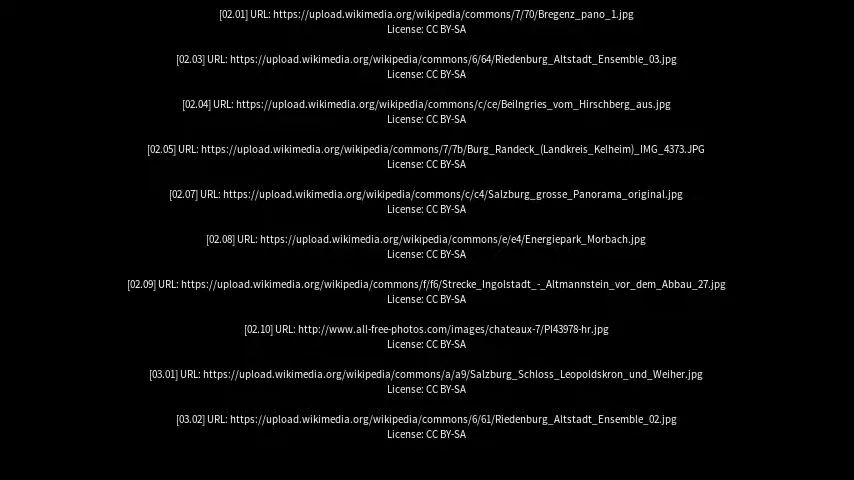 [02.01] URL: https://upload.wikimedia.org/wikipedia/commons/7/70/Bregenz_pano_1.jpg
License: CC BY-SA
[02.03] URL: https://upload.wikimedia.org/wikipedia/commons/6/64/Riedenburg_Altstadt_Ensemble_03.jpg
License: CC BY-SA
[02.04] URL: https://upload.wikimedia.org/wikipedia/commons/c/ce/Beilngries_vom_Hirschberg_aus.jpg
License: CC BY-SA
[02.05] URL: https://upload.wikimedia.org/wikipedia/commons/7/7b/Burg_Randeck_(Landkreis_Kelheim)_IMG_4373.JPG
License: CC BY-SA
[02.07] URL: https://upload.wikimedia.org/wikipedia/commons/c/c4/Salzburg_grosse_Panorama_original.jpg
License: CC BY-SA
[02.08] URL: https://upload.wikimedia.org/wikipedia/commons/e/e4/Energiepark_Morbach.jpg
License: CC BY-SA
[02.09] URL: https://upload.wikimedia.org/wikipedia/commons/f/f6/Strecke_Ingolstadt_-_Altmannstein_vor_dem_Abbau_27.jpg
License: CC BY-SA
[02.10] URL: http://www.all-free-photos.com/images/chateaux-7/PI43978-hr.jpg
License: CC BY-SA
[03.01] URL: https://upload.wikimedia.org/wikipedia/commons/a/a9/Salzburg_Schloss_Leopoldskron_und_Weiher.jpg
License: CC BY-SA
[03.02] URL: https://upload.wikimedia.org/wikipedia/commons/6/61/Riedenburg_Altstadt_Ensemble_02.jpg
License: CC BY-SA